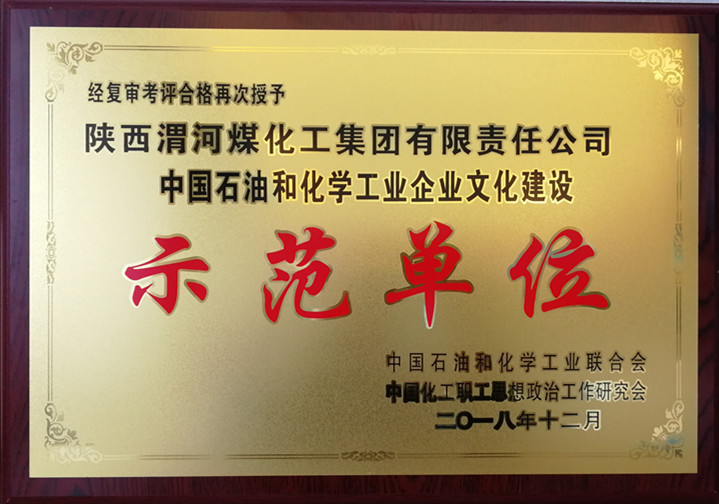 经复审考评合格再次授予
陕西渭河煤化工集团有限责任公司
中国石油和化学工业企业文化建设
示范单位
中国石油和化学工业联合会
中国化工职工思想政治工作研究会
二〇一八年十二月